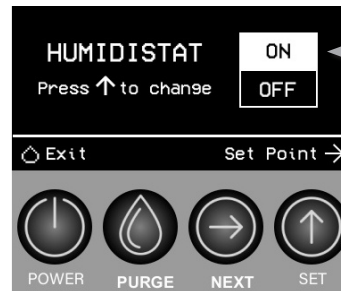 HUMIDISTAT
Press ↑ to change
ON
OFF
Exit
Set Point →
POWER
PURGE
NEXT
SET